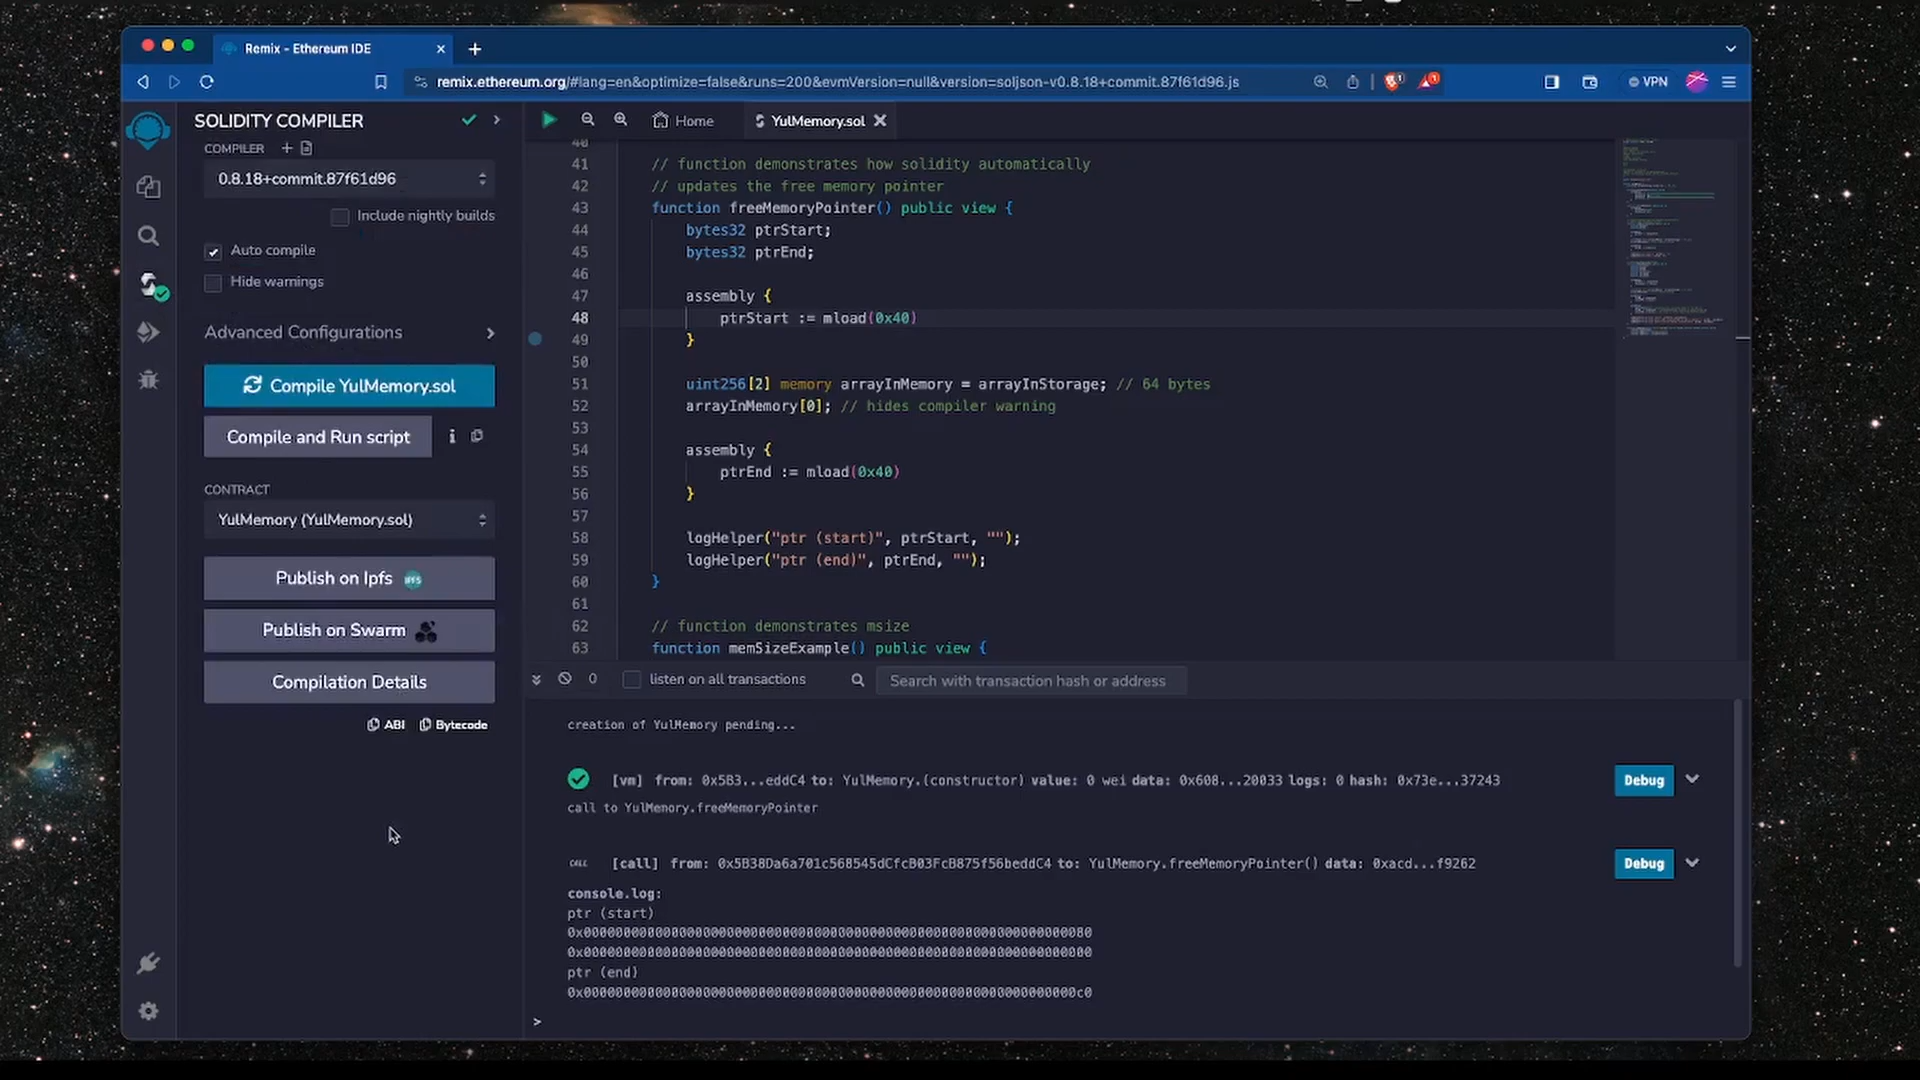 Remix - Ethereum IDE
remix.ethereum.org/#lang=en&optimize=false&runs=200&evmVersion=null&version=soljson-v0.8.18+commit.87f61d96.js
1
1
VPN
SOLIDITY COMPILER
COMPILER
0.8.18+commit.87f61d96
Include nightly builds
Auto compile
Hide warnings
Advanced Configurations
Compile YulMemory.sol
Compile and Run script
CONTRACT
YulMemory (YulMemory.sol)
Publish on Ipfs IPFS
Publish on Swarm
Compilation Details
ABI Bytecode
Home YulMemory.sol
40
41 // function demonstrates how solidity automatically
42 // updates the free memory pointer
43 function freeMemoryPointer() public view {
44 bytes32 ptrStart;
45 bytes32 ptrEnd;
46
47 assembly {
48 ptrStart := mload(0x40)
49 }
50
51 uint256[2] memory arrayInMemory = arrayInStorage; // 64 bytes
52 arrayInMemory[0]; // hides compiler warning
53
54 assembly {
55 ptrEnd := mload(0x40)
56 }
57
58 logHelper("ptr (start)", ptrStart, "");
59 logHelper("ptr (end)", ptrEnd, "");
60 }
61
62 // function demonstrates msize
63 function memSizeExample() public view {
0 listen on all transactions Search with transaction hash or address
creation of YulMemory pending...
[vm] from: 0x5B3...eddC4 to: YulMemory.(constructor) value: 0 wei data: 0x608...20033 logs: 0 hash: 0x73e...37243 Debug
call to YulMemory.freeMemoryPointer
CALL [call] from: 0x5B38Da6a701c568545dCfcB03FcB875f56beddC4 to: YulMemory.freeMemoryPointer() data: 0xacd...f9262 Debug
console.log:
ptr (start)
0x0000000000000000000000000000000000000000000000000000000000000080
0x0000000000000000000000000000000000000000000000000000000000000000
ptr (end)
0x00000000000000000000000000000000000000000000000000000000000000c0
>